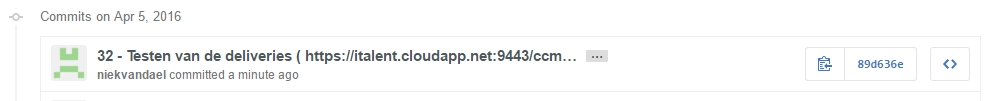 Commits on Apr 5, 2016
32 - Testen van de deliveries ( https://italent.cloudapp.net:9443/ccm… …
niekvandael committed a minute ago
89d636e